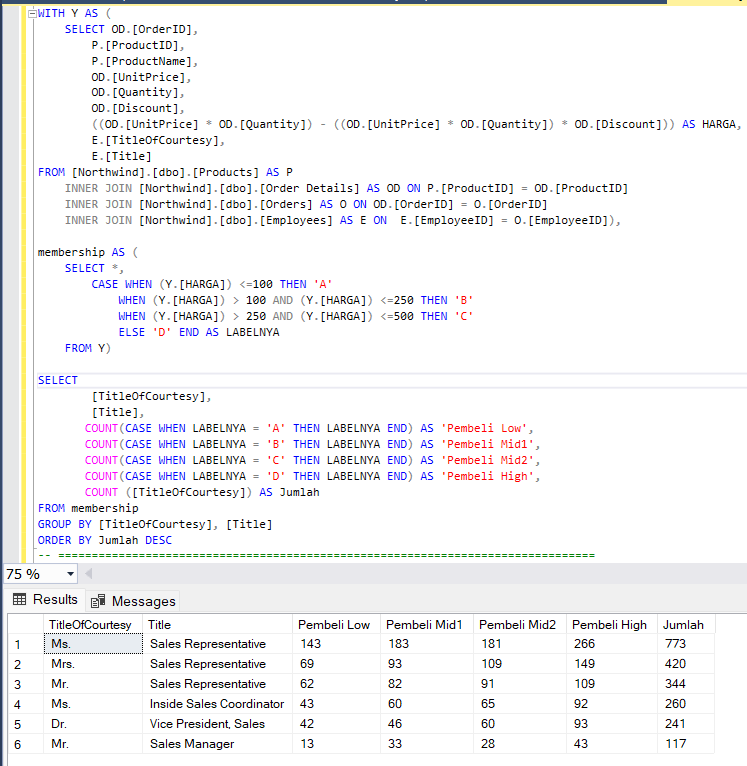 WITH Y AS (
SELECT OD.[OrderID],
P.[ProductID],
P.[ProductName],
OD.[UnitPrice],
OD.[Quantity],
OD.[Discount],
((OD.[UnitPrice] * OD.[Quantity]) - ((OD.[UnitPrice] * OD.[Quantity]) * OD.[Discount])) AS HARGA,
E.[TitleOfCourtesy],
E.[Title]
FROM [Northwind].[dbo].[Products] AS P
INNER JOIN [Northwind].[dbo].[Order Details] AS OD ON P.[ProductID] = OD.[ProductID]
INNER JOIN [Northwind].[dbo].[Orders] AS O ON OD.[OrderID] = O.[OrderID]
INNER JOIN [Northwind].[dbo].[Employees] AS E ON  E.[EmployeeID] = O.[EmployeeID]),
membership AS (
SELECT *,
CASE WHEN (Y.[HARGA]) <=100 THEN 'A'
WHEN (Y.[HARGA]) > 100 AND (Y.[HARGA]) <=250 THEN 'B'
WHEN (Y.[HARGA]) > 250 AND (Y.[HARGA]) <=500 THEN 'C'
ELSE 'D' END AS LABELNYA
FROM Y)
SELECT
[TitleOfCourtesy],
[Title],
COUNT(CASE WHEN LABELNYA = 'A' THEN LABELNYA END) AS 'Pembeli Low',
COUNT(CASE WHEN LABELNYA = 'B' THEN LABELNYA END) AS 'Pembeli Mid1',
COUNT(CASE WHEN LABELNYA = 'C' THEN LABELNYA END) AS 'Pembeli Mid2',
COUNT(CASE WHEN LABELNYA = 'D' THEN LABELNYA END) AS 'Pembeli High',
COUNT ([TitleOfCourtesy]) AS Jumlah
FROM membership
GROUP BY [TitleOfCourtesy], [Title]
ORDER BY Jumlah DESC
-- ================================================================================
75 %
Results Messages
TitleOfCourtesy Title Pembeli Low Pembeli Mid1 Pembeli Mid2 Pembeli High Jumlah
1 Ms. Sales Representative 143 183 181 266 773
2 Mrs. Sales Representative 69 93 109 149 420
3 Mr. Sales Representative 62 82 91 109 344
4 Ms. Inside Sales Coordinator 43 60 65 92 260
5 Dr. Vice President, Sales 42 46 60 93 241
6 Mr. Sales Manager 13 33 28 43 117